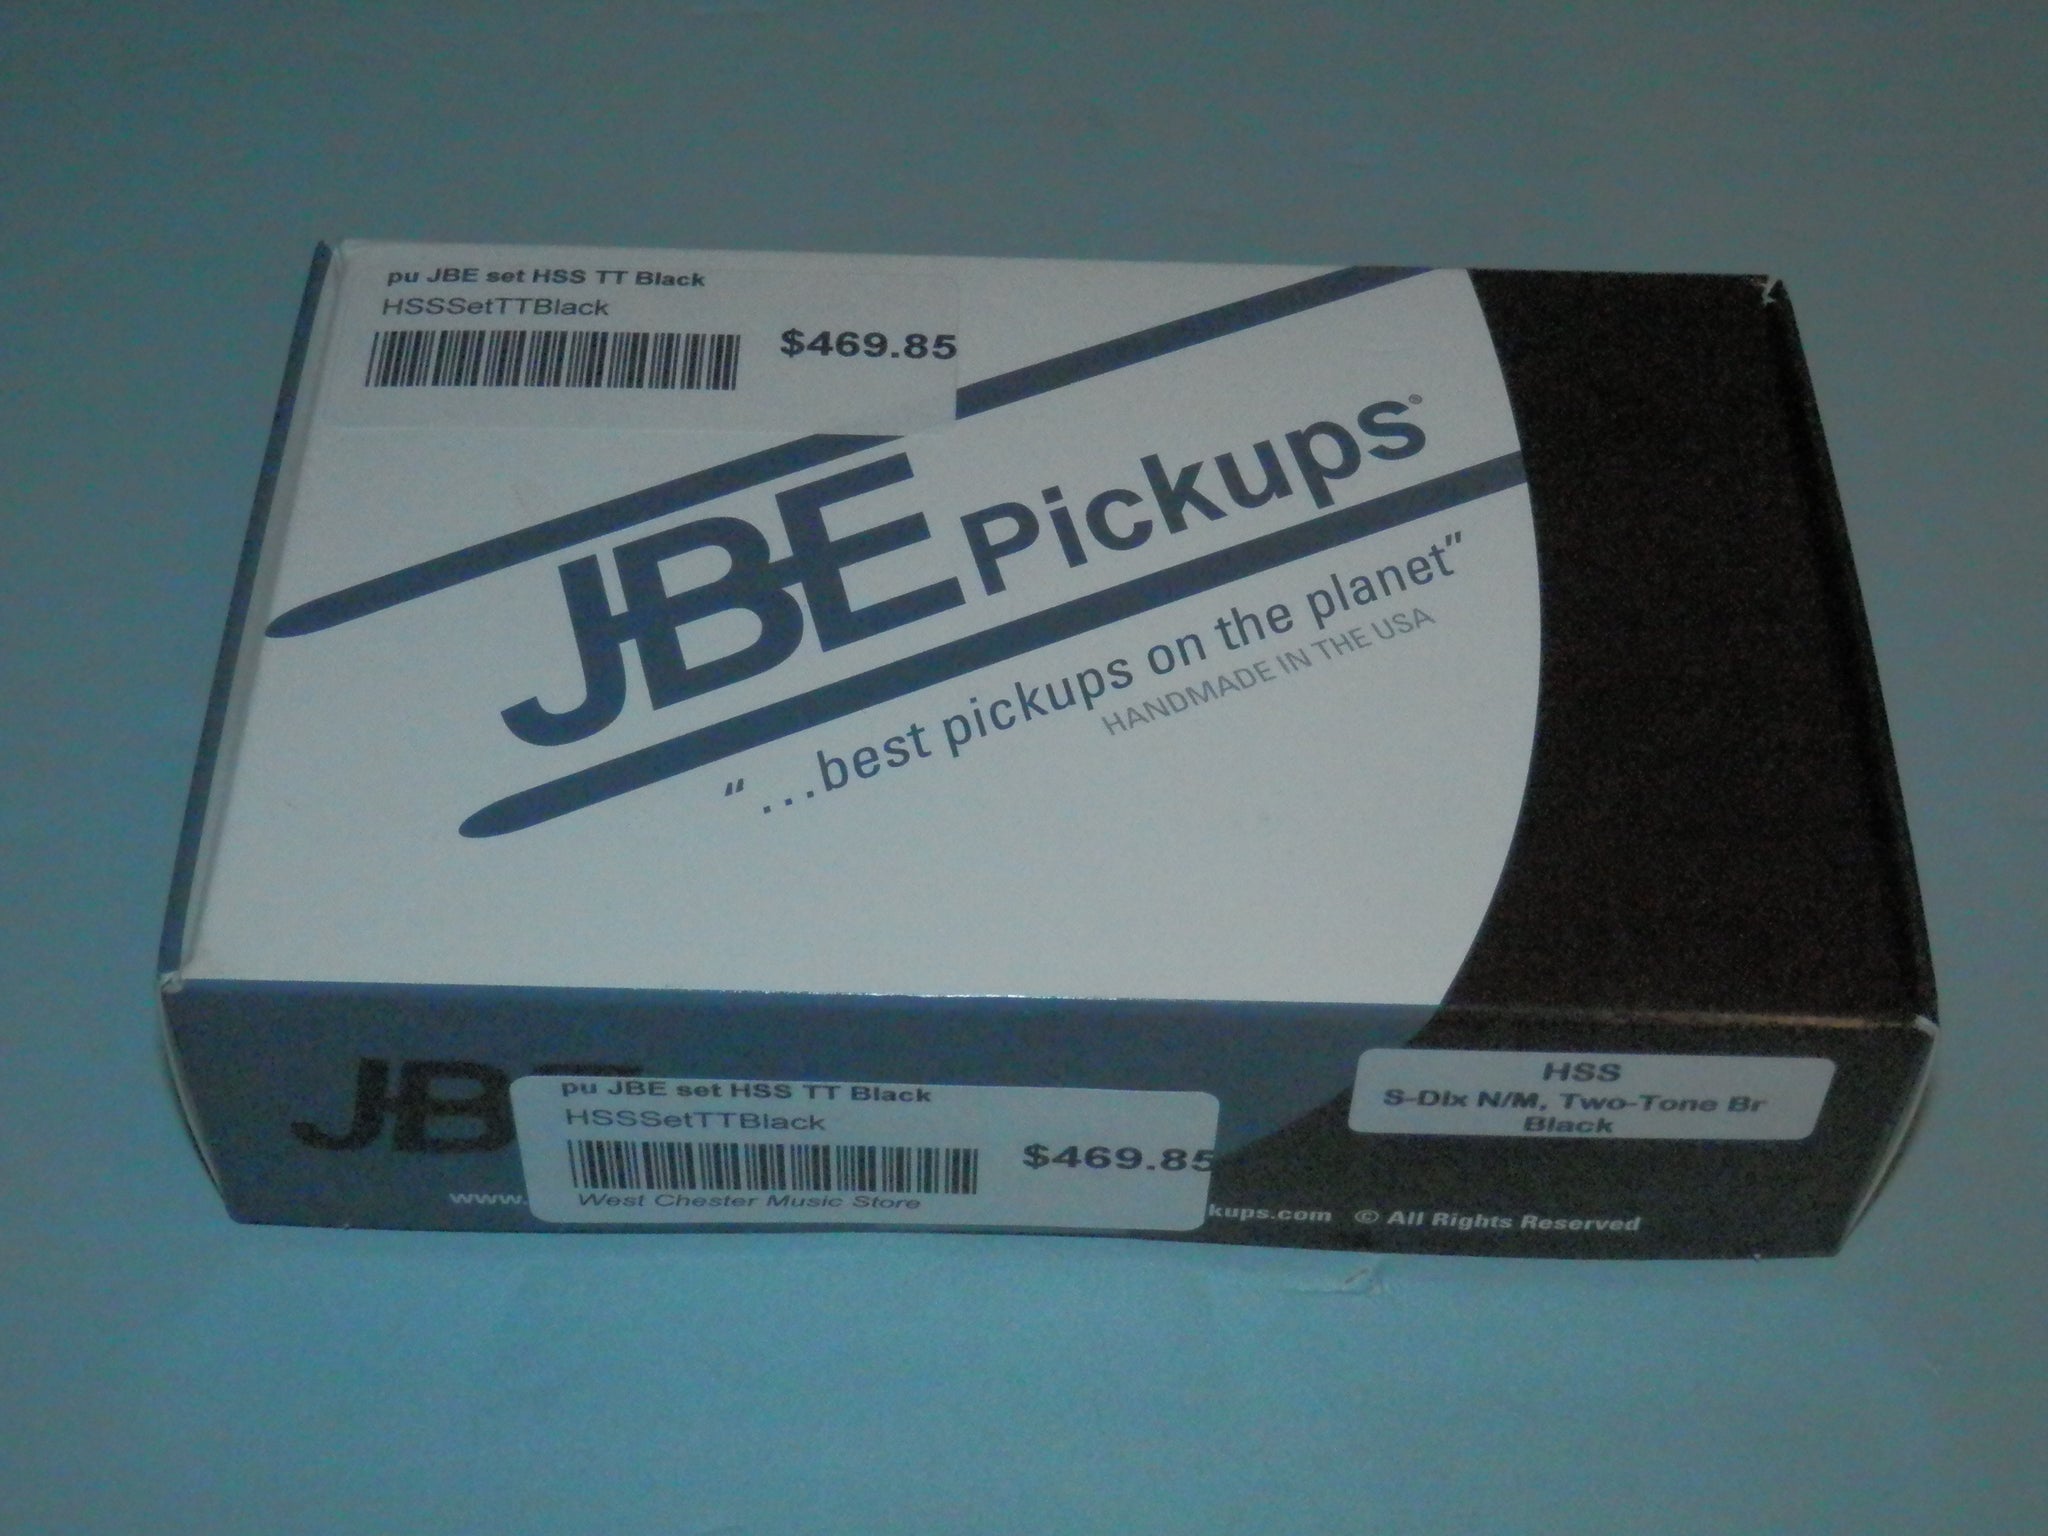 pu JBE set HSS TT Black
HSSSetTTBlack
$469.85
JBE Pickups®
"...best pickups on the planet"
HANDMADE IN THE USA
JB
pu JBE set HSS TT Black
HSSSetTTBlack
$469.85
West Chester Music Store
HSS
S-Dlx N/M, Two-Tone Br
Black
www.
kups.com © All Rights Reserved